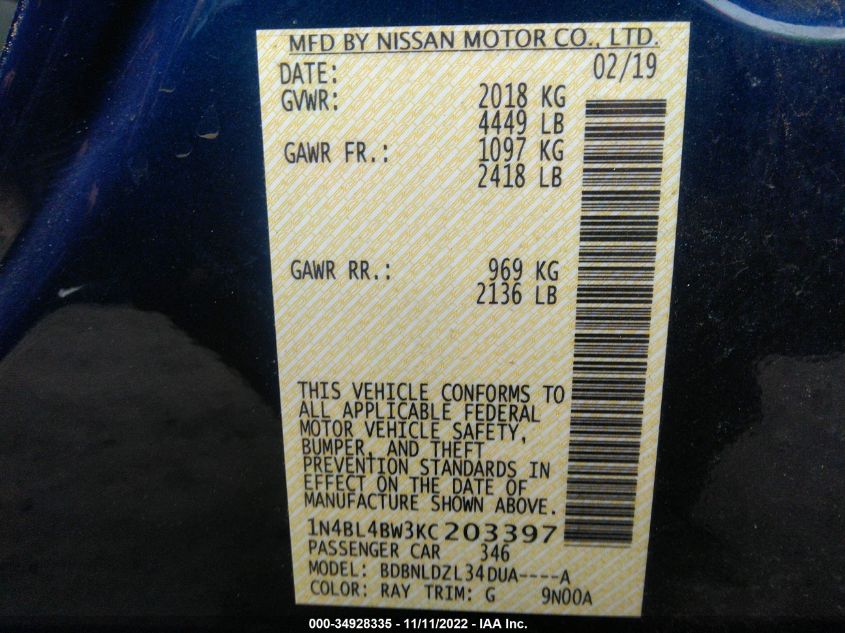 MFD BY NISSAN MOTOR CO., LTD.
DATE: 02/19
GVWR: 2018 KG
4449 LB
GAWR FR.: 1097 KG
2418 LB
GAWR RR.: 969 KG
2136 LB
THIS VEHICLE CONFORMS TO
ALL APPLICABLE FEDERAL
MOTOR VEHICLE SAFETY,
BUMPER, AND THEFT
PREVENTION STANDARDS IN
EFFECT ON THE DATE OF
MANUFACTURE SHOWN ABOVE.
1N4BL4BW3KC203397
PASSENGER CAR 346
MODEL: BDBNLDZL34DUA----A
COLOR: RAY TRIM: G 9N00A
000-34928335 - 11/11/2022 - IAA Inc.